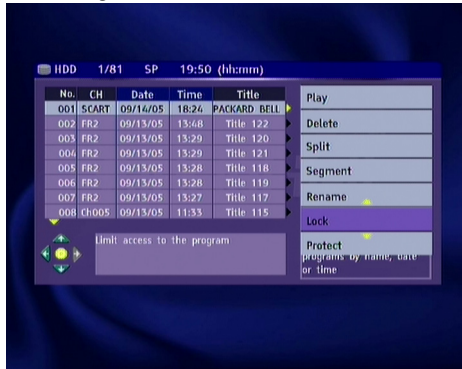 HDD 1/81 SP 19:50 (hh:mm)
No. CH Date Time Title
001 SCART 09/14/05 18:24 PACKARD BELL
002 FR2 09/13/05 13:48 Title 122
003 FR2 09/13/05 13:29 Title 120
004 FR2 09/13/05 13:29 Title 121
005 FR2 09/13/05 13:28 Title 118
006 FR2 09/13/05 13:28 Title 119
007 FR2 09/13/05 13:27 Title 117
008 Ch005 09/13/05 11:33 Title 115
Play
Delete
Split
Segment
Rename
Lock
Protect
programs by name, date
or time
Limit access to the program